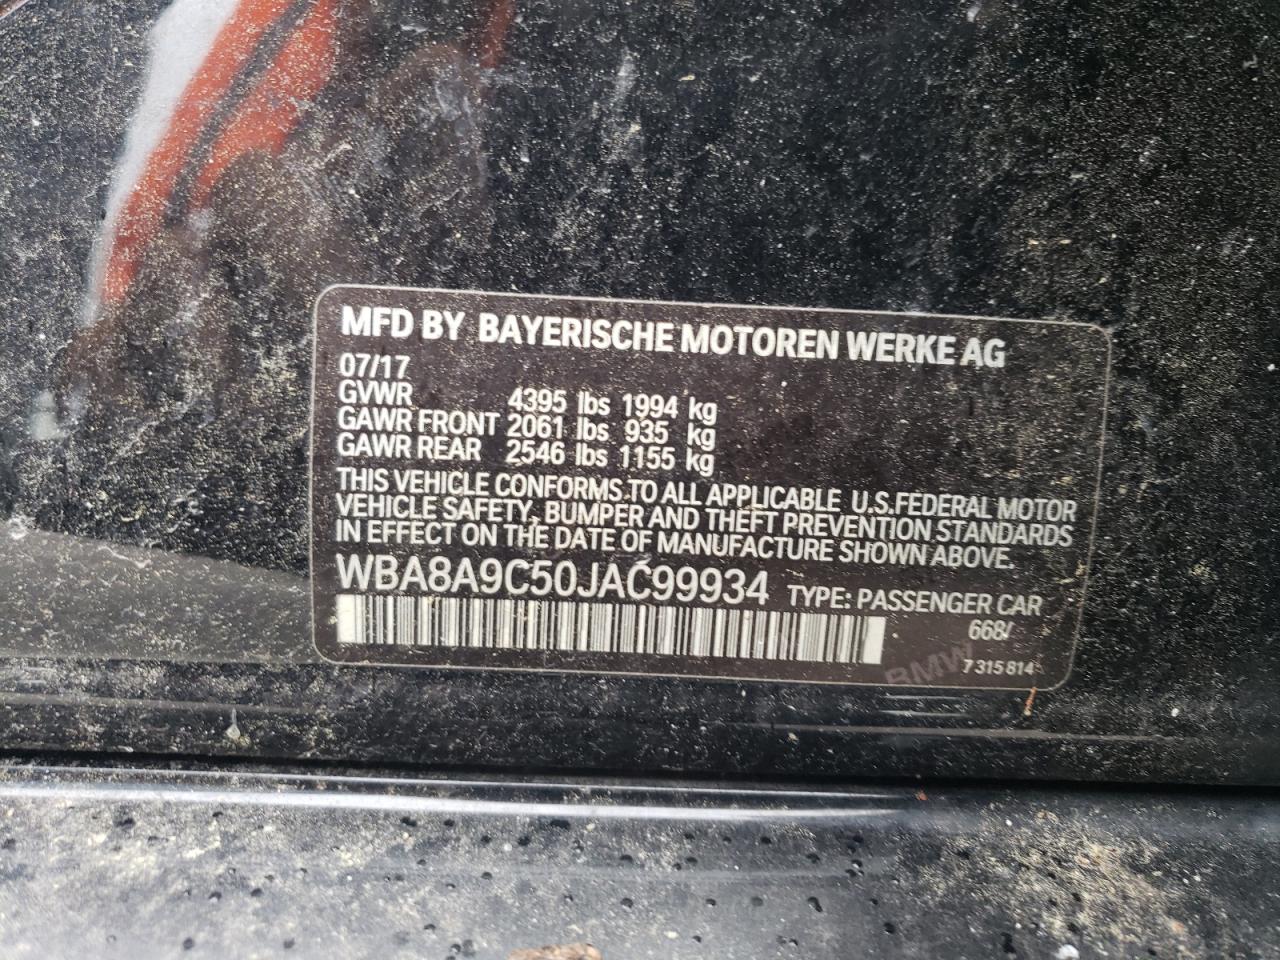 MFD BY BAYERISCHE MOTOREN WERKE AG
07/17
GVWR 4395 lbs 1994 kg
GAWR FRONT 2061 lbs 935 kg
GAWR REAR 2546 lbs 1155 kg
THIS VEHICLE CONFORMS TO ALL APPLICABLE U.S.FEDERAL MOTOR
VEHICLE SAFETY, BUMPER AND THEFT PREVENTION STANDARDS
IN EFFECT ON THE DATE OF MANUFACTURE SHOWN ABOVE.
WBA8A9C50JAC99934 TYPE: PASSENGER CAR
668/
BMW 7 315 814